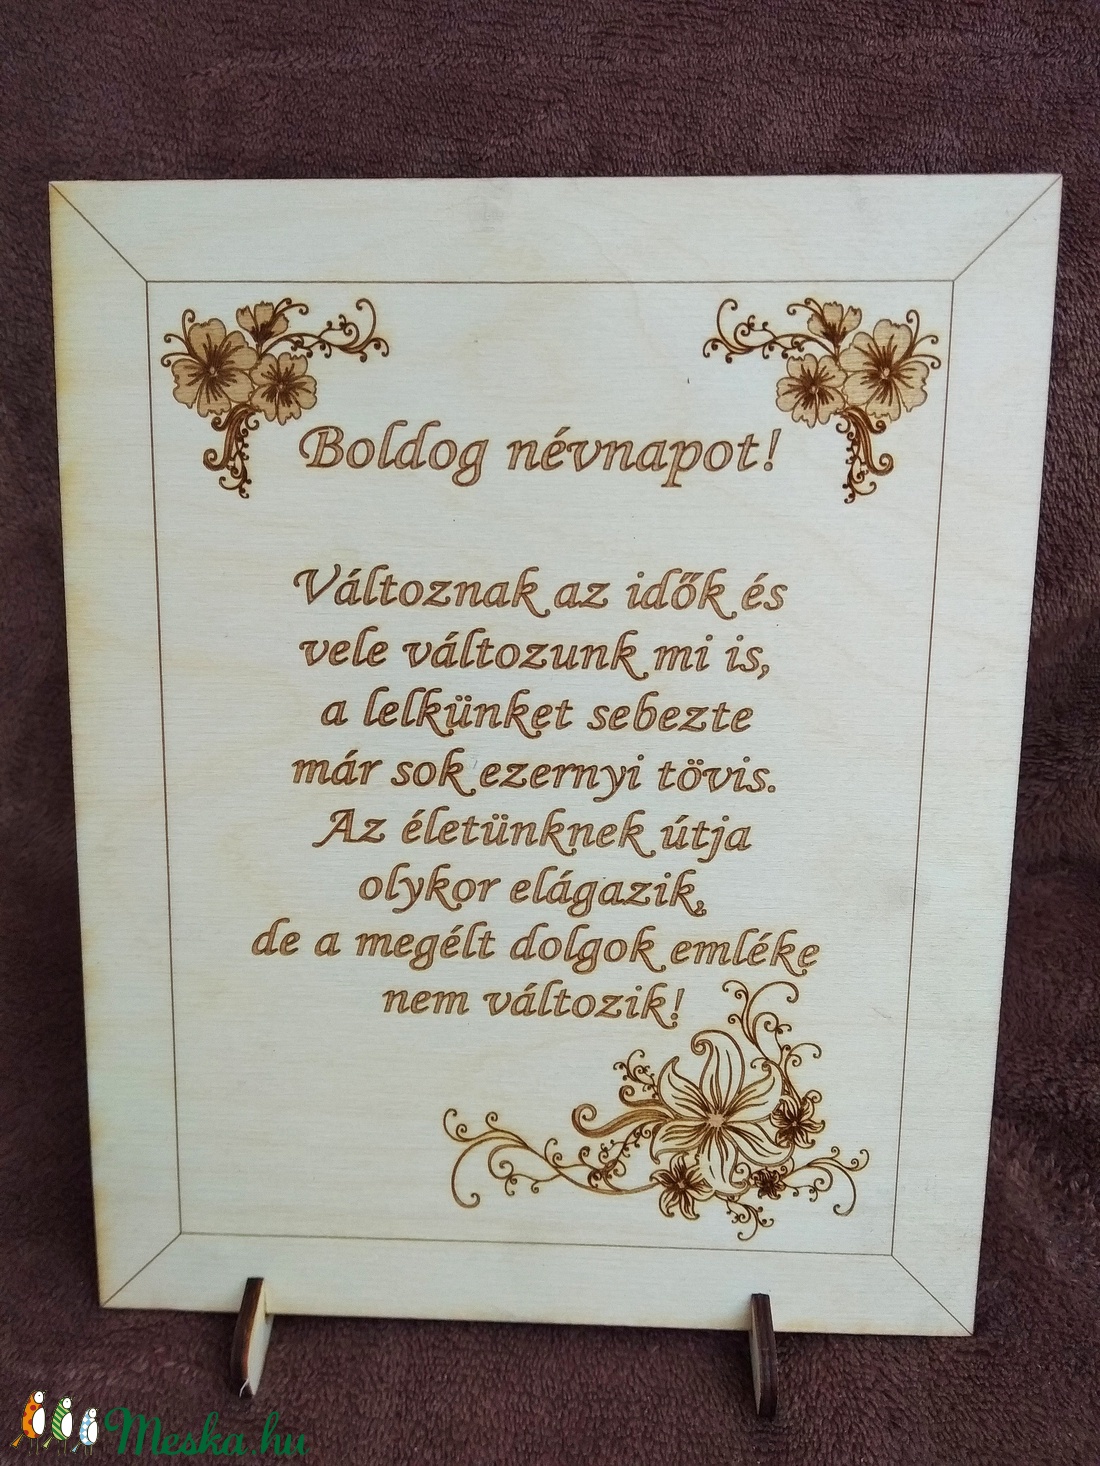 Boldog névnapot!
Változnak az idők és
vele változunk mi is,
a lelkünket sebezte
már sok ezernyi tövis.
Az életünknek útja
olykor elágazik,
de a megélt dolgok emléke
nem változik!
Meska.hu